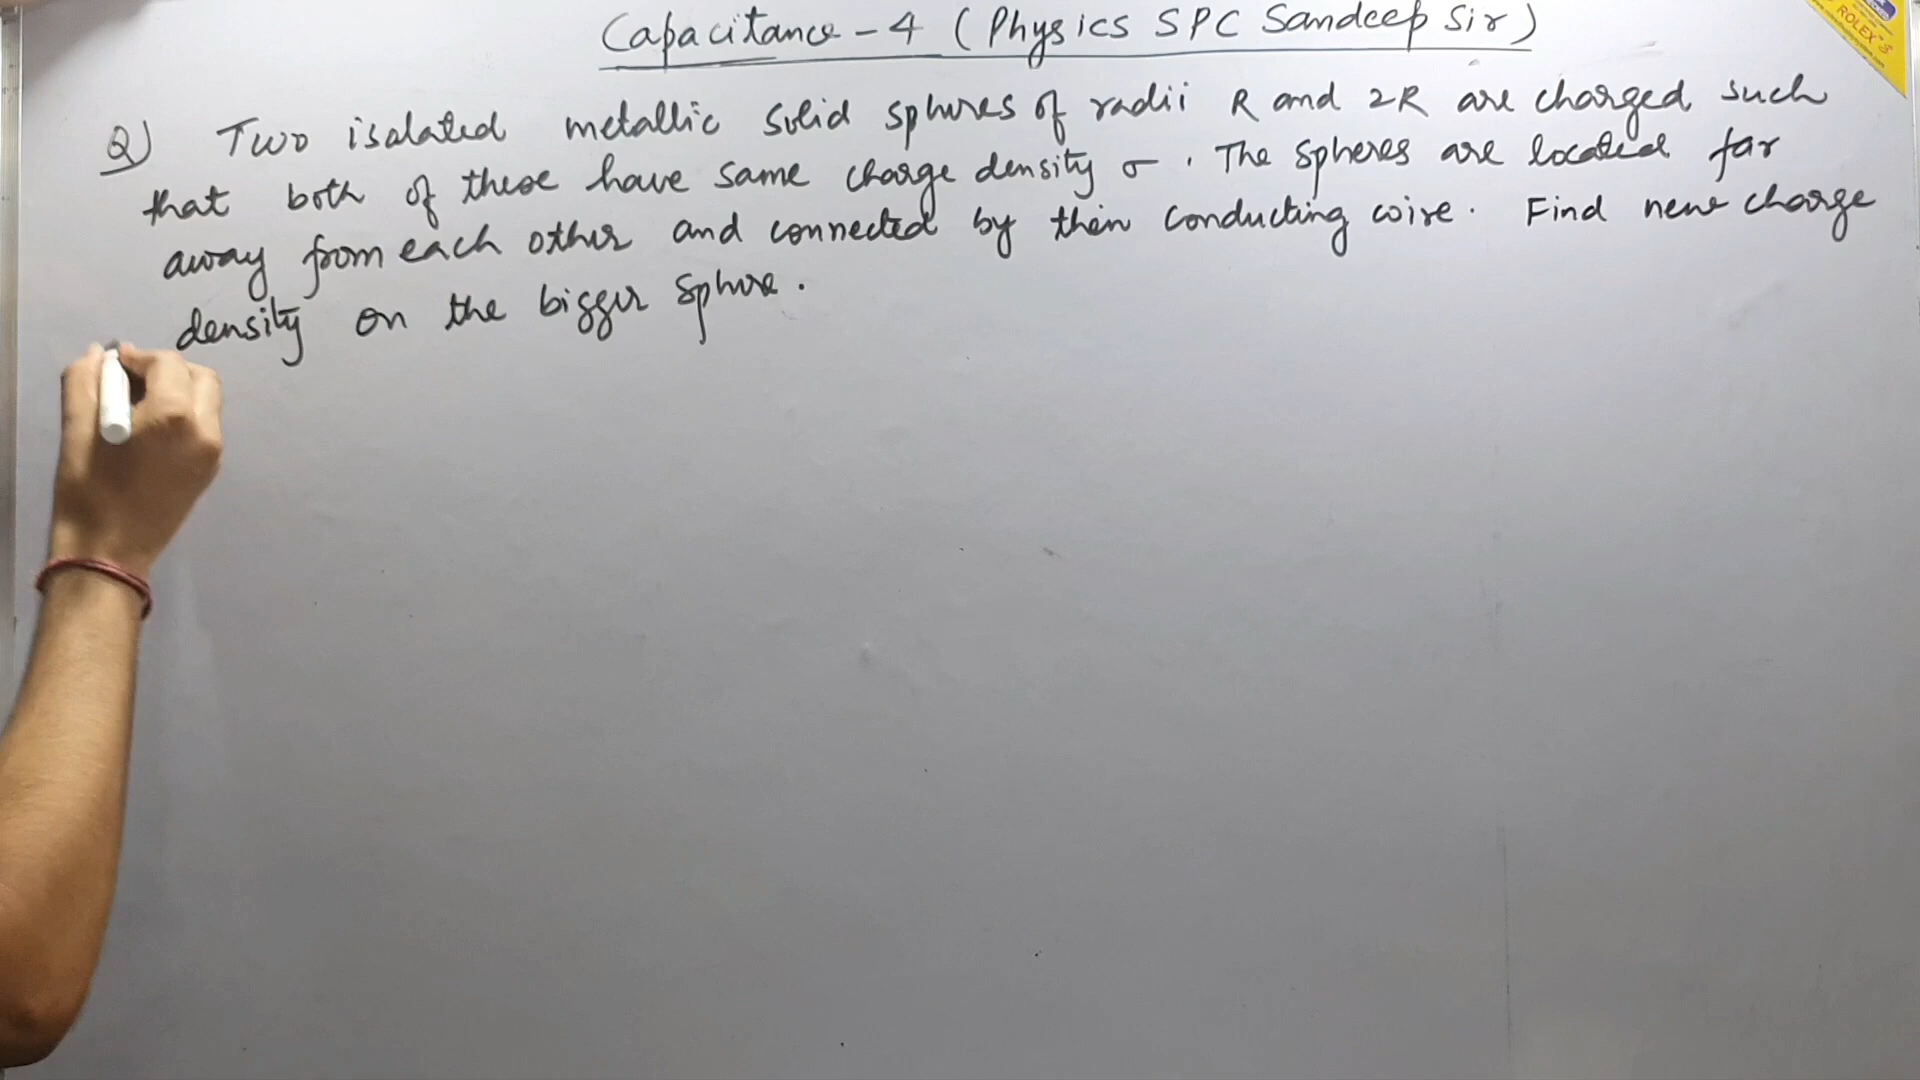 Capacitance - 4 (Physics SPC Sandeep Sir)
Q) Two isolated metallic solid spheres of radii R and 2R are charged such
that both of these have same charge density σ. The spheres are located far
away from each other and connected by thin conducting wire. Find new charge
density on the bigger sphere.
ROLEX 3